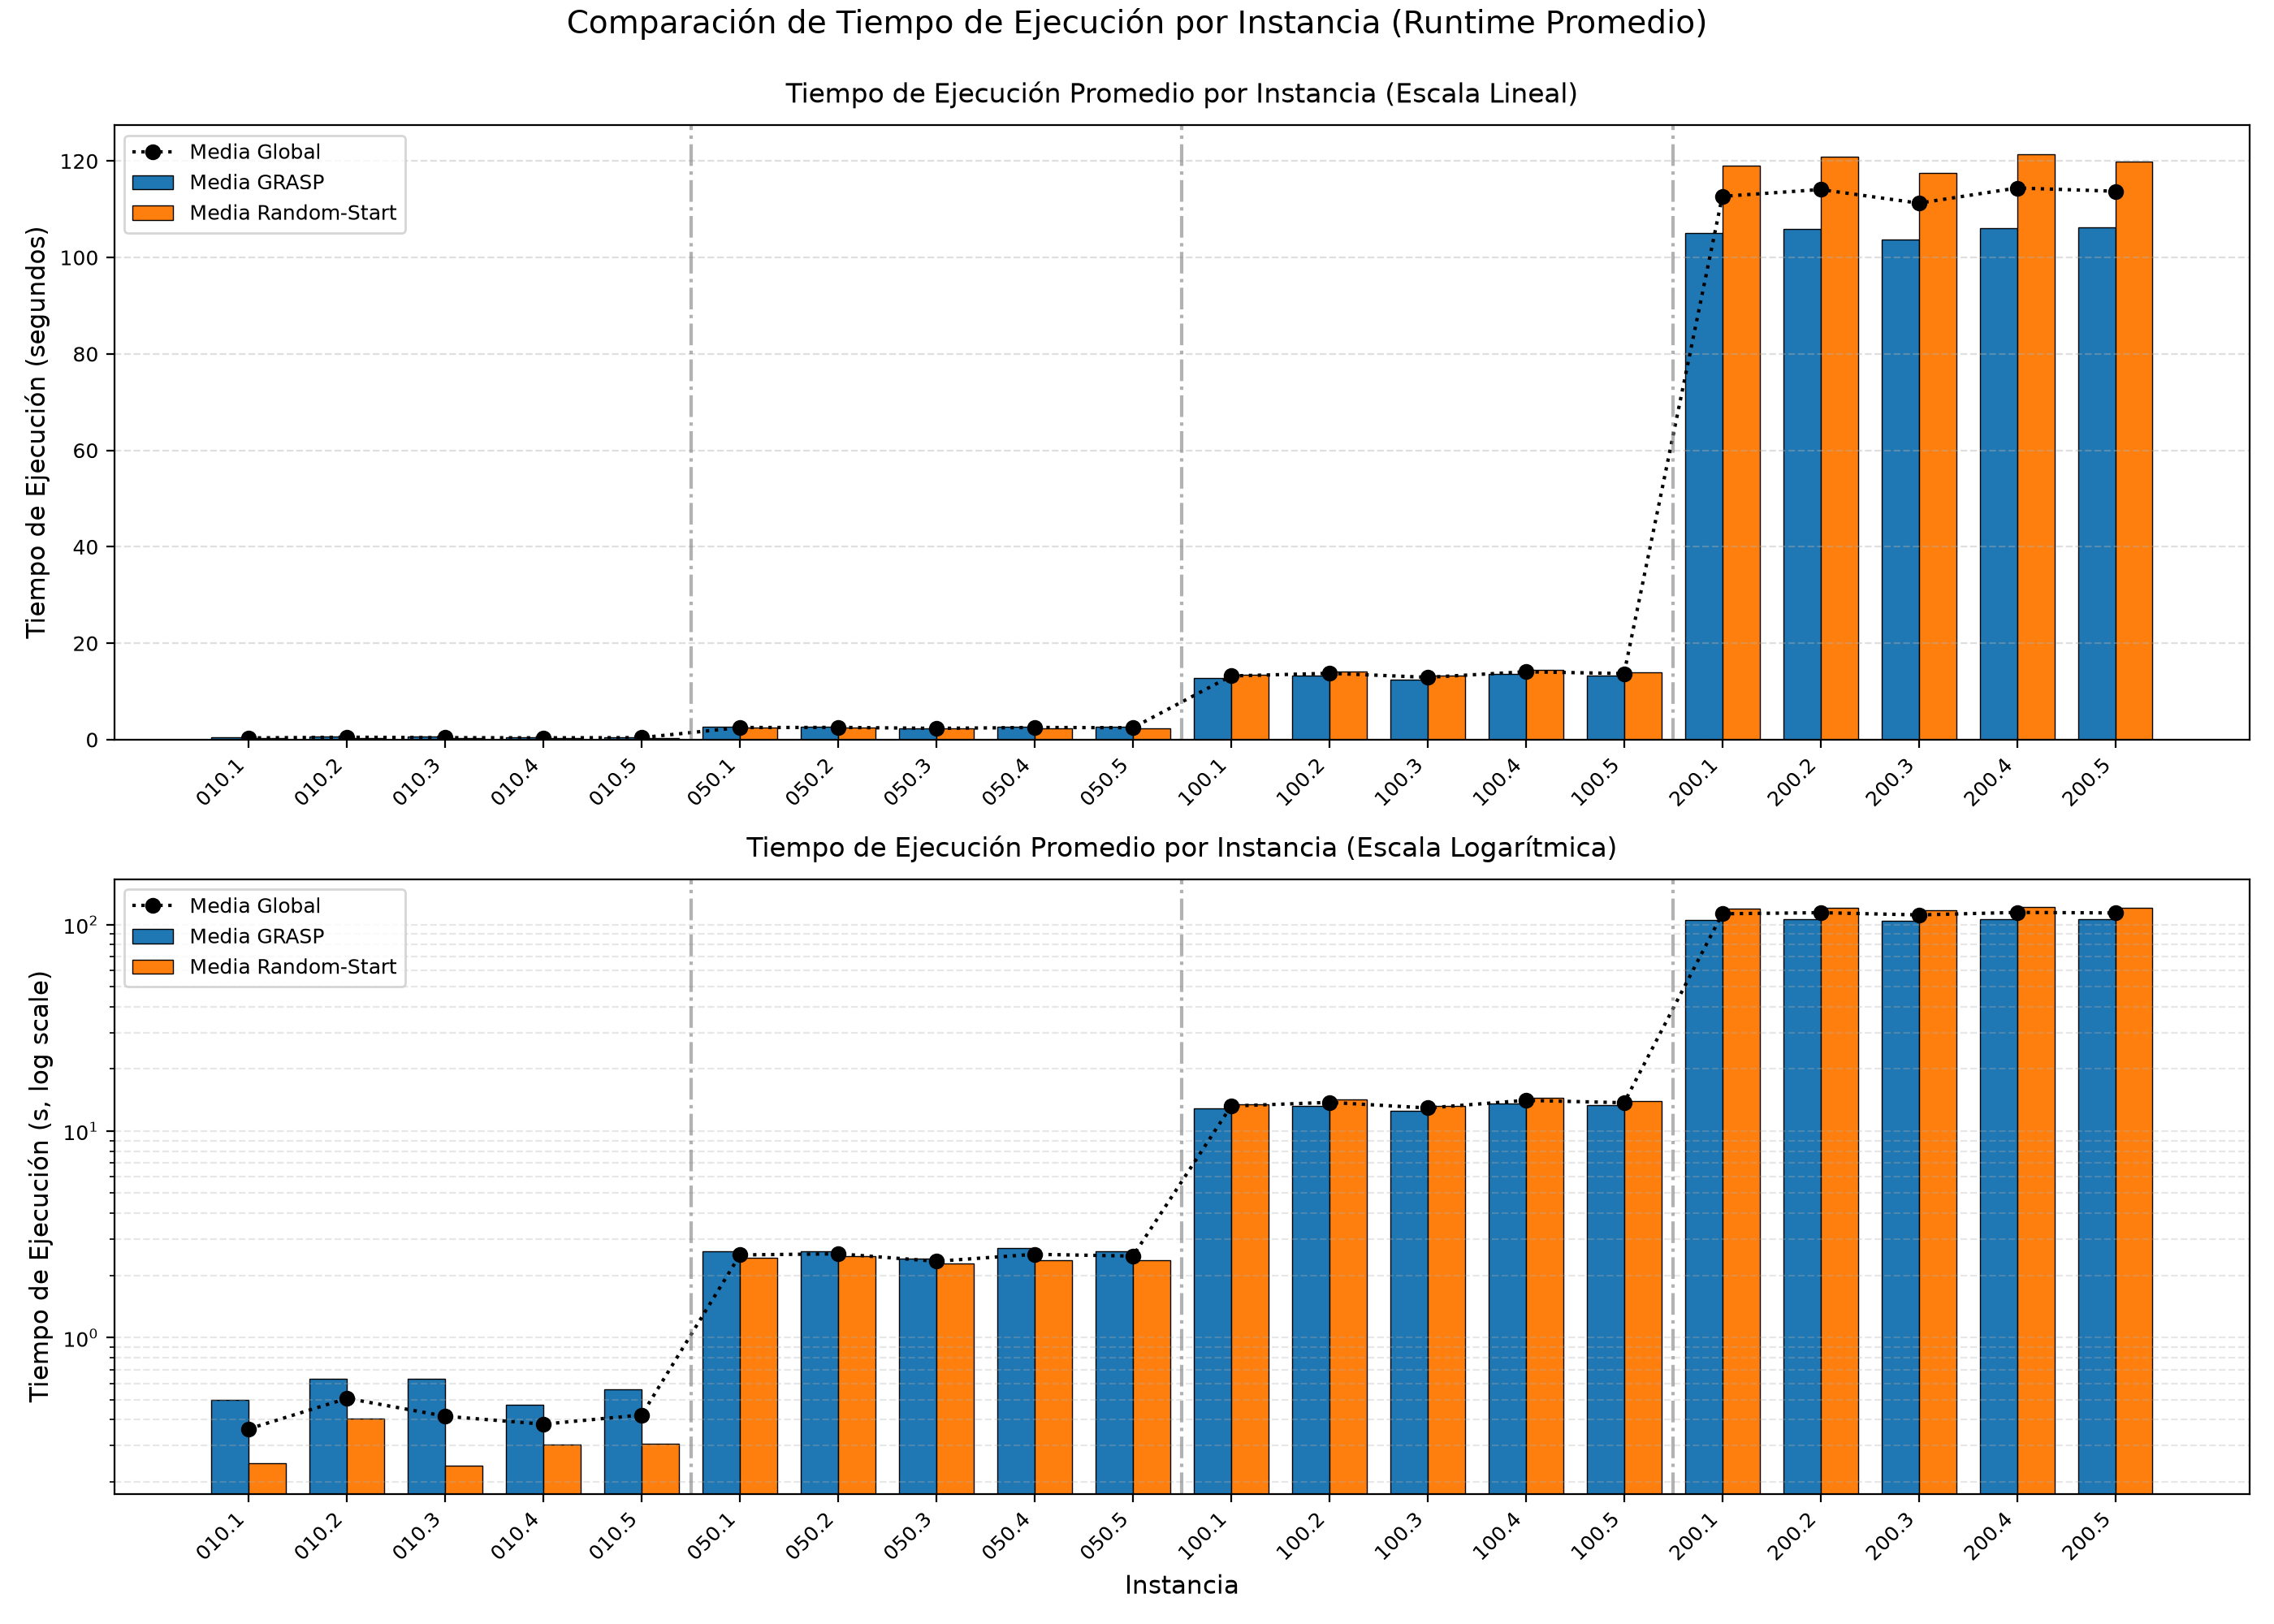 Comparación de Tiempo de Ejecución por Instancia (Runtime Promedio)
Tiempo de Ejecución Promedio por Instancia (Escala Lineal)
Media Global
Media GRASP
Media Random-Start
Tiempo de Ejecución (segundos)
120
100
80
60
40
20
0
010.1 010.2 010.3 010.4 010.5 050.1 050.2 050.3 050.4 050.5 100.1 100.2 100.3 100.4 100.5 200.1 200.2 200.3 200.4 200.5
Tiempo de Ejecución Promedio por Instancia (Escala Logarítmica)
Media Global
Media GRASP
Media Random-Start
Tiempo de Ejecución (s, log scale)
10²
10¹
10⁰
010.1 010.2 010.3 010.4 010.5 050.1 050.2 050.3 050.4 050.5 100.1 100.2 100.3 100.4 100.5 200.1 200.2 200.3 200.4 200.5
Instancia